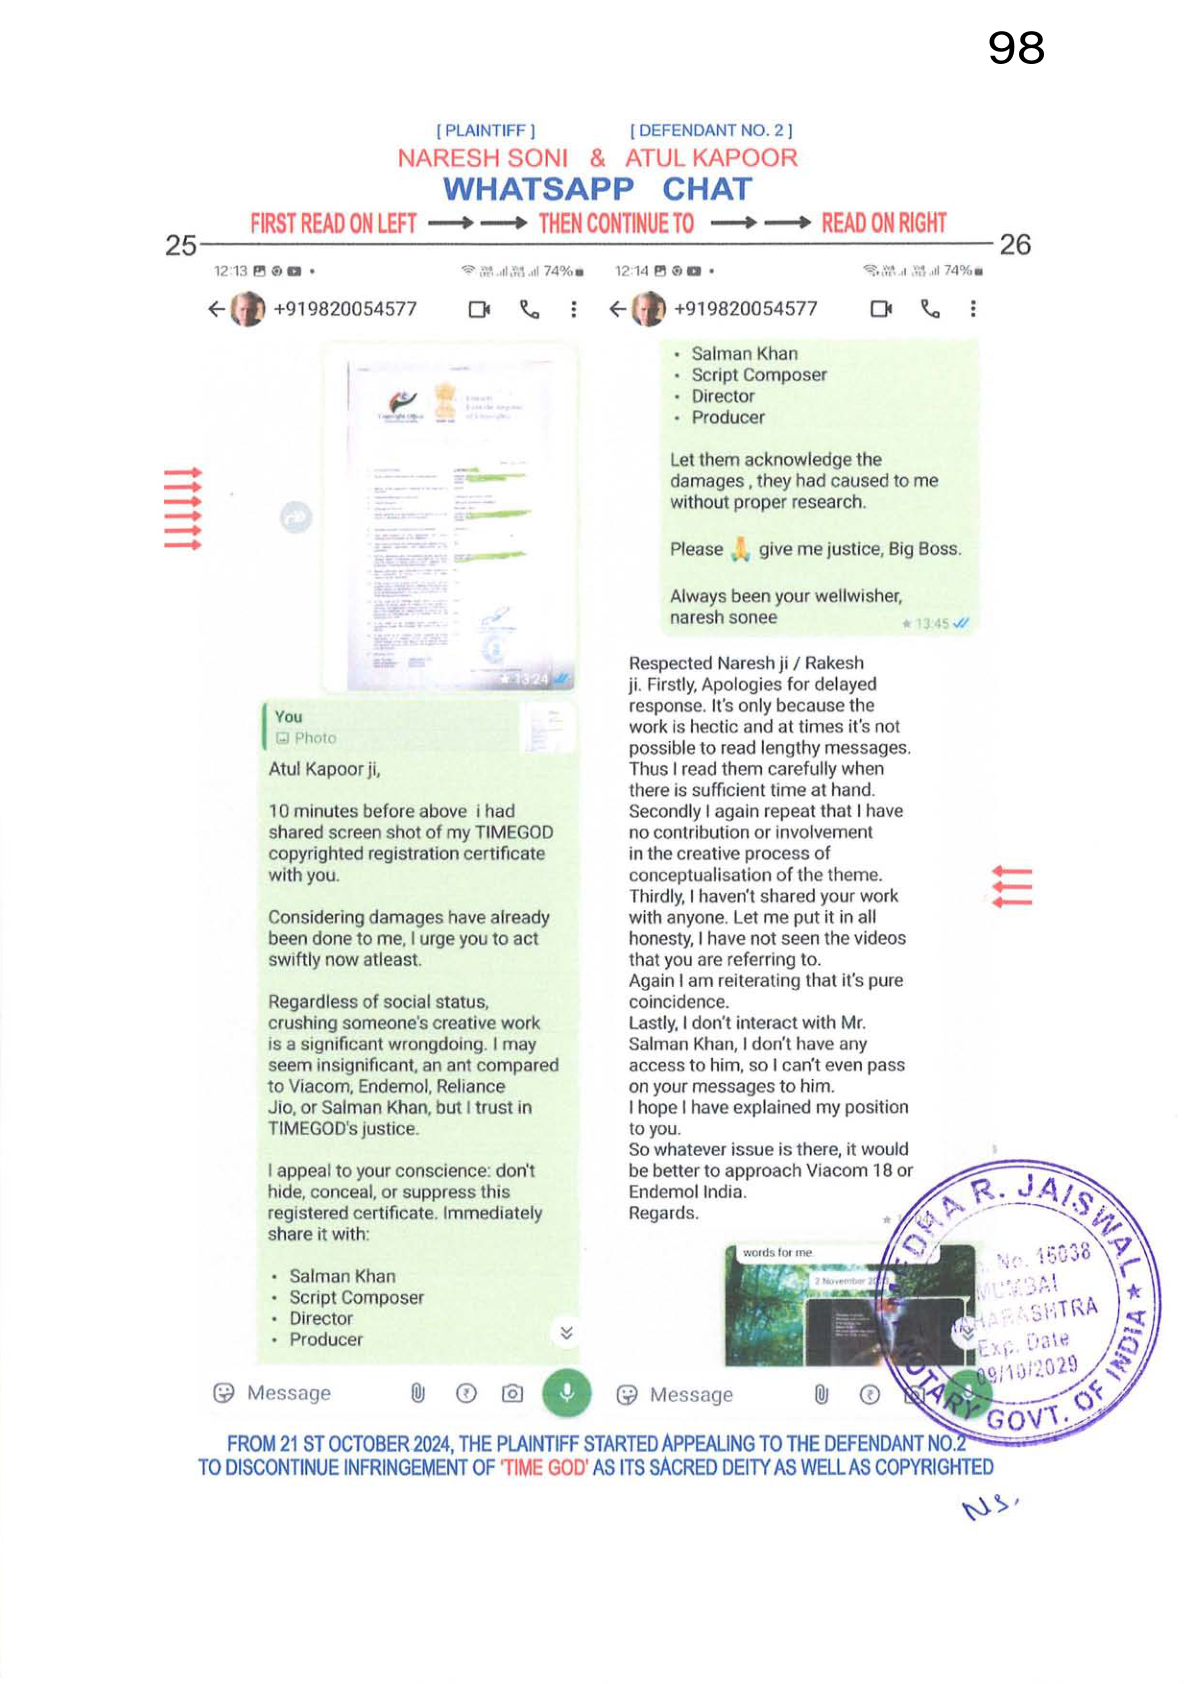 98
[ PLAINTIFF ] [ DEFENDANT NO. 2 ]
NARESH SONI & ATUL KAPOOR
WHATSAPP CHAT
FIRST READ ON LEFT THEN CONTINUE TO READ ON RIGHT
25 26
12:13 74%
+919820054577
Copyright Office
13:24
You
Photo
Atul Kapoor ji,
10 minutes before above i had
shared screen shot of my TIMEGOD
copyrighted registration certificate
with you.
Considering damages have already
been done to me, I urge you to act
swiftly now atleast.
Regardless of social status,
crushing someone's creative work
is a significant wrongdoing. I may
seem insignificant, an ant compared
to Viacom, Endemol, Reliance
Jio, or Salman Khan, but I trust in
TIMEGOD's justice.
I appeal to your conscience: don't
hide, conceal, or suppress this
registered certificate. Immediately
share it with:
• Salman Khan
• Script Composer
• Director
• Producer
Message
12:14 74%
+919820054577
• Salman Khan
• Script Composer
• Director
• Producer
Let them acknowledge the
damages , they had caused to me
without proper research.
Please 🙏 give me justice, Big Boss.
Always been your wellwisher,
naresh sonee
13:45
Respected Naresh ji / Rakesh
ji. Firstly, Apologies for delayed
response. It's only because the
work is hectic and at times it's not
possible to read lengthy messages.
Thus I read them carefully when
there is sufficient time at hand.
Secondly I again repeat that I have
no contribution or involvement
in the creative process of
conceptualisation of the theme.
Thirdly, I haven't shared your work
with anyone. Let me put it in all
honesty, I have not seen the videos
that you are referring to.
Again I am reiterating that it's pure
coincidence.
Lastly, I don't interact with Mr.
Salman Khan, I don't have any
access to him, so I can't even pass
on your messages to him.
I hope I have explained my position
to you.
So whatever issue is there, it would
be better to approach Viacom 18 or
Endemol India.
Regards.
words for me
2 November
Message
R. JAISWAL
No. 15038
MUMBAI
MAHARASHTRA
Exp. Date
09/10/2029
NOTARY GOVT. OF INDIA
FROM 21 ST OCTOBER 2024, THE PLAINTIFF STARTED APPEALING TO THE DEFENDANT NO.2
TO DISCONTINUE INFRINGEMENT OF 'TIME GOD' AS ITS SACRED DEITY AS WELL AS COPYRIGHTED
N.S.